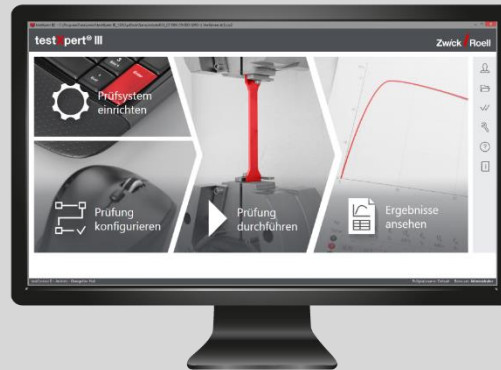 testXpert® III
Zwick Roell
Prüfsystem
einrichten
Prüfung
konfigurieren
Prüfung
durchführen
Ergebnisse
ansehen